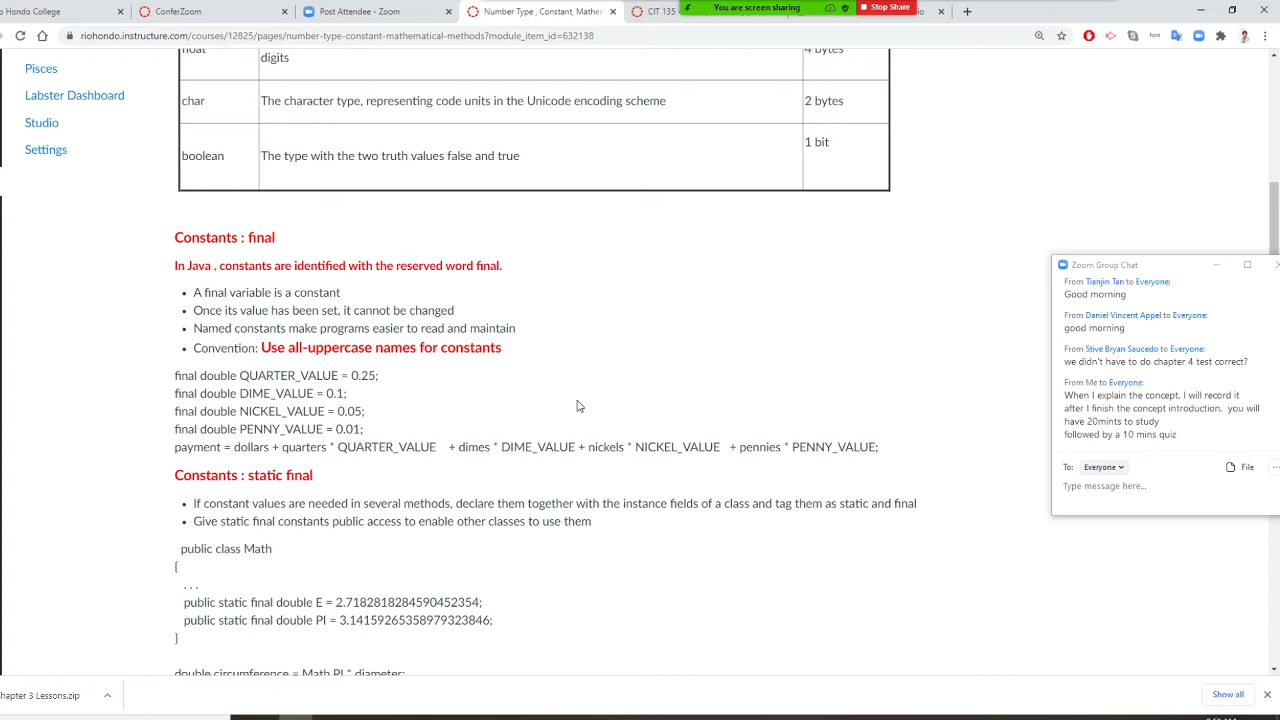 o Hondo College
ConferZoom
Post Attendee - Zoom
Number Type , Constant, Mathe
CIT 135
You are screen sharing
Stop Share
riohondo.instructure.com/courses/12825/pages/number-type-constant-mathematical-methods?module_item_id=632138
Pisces
Labster Dashboard
Studio
Settings
float
digits
4 bytes
char
The character type, representing code units in the Unicode encoding scheme
2 bytes
boolean
The type with the two truth values false and true
1 bit
Constants : final
In Java , constants are identified with the reserved word final.
• A final variable is a constant
• Once its value has been set, it cannot be changed
• Named constants make programs easier to read and maintain
• Convention: Use all-uppercase names for constants
final double QUARTER_VALUE = 0.25;
final double DIME_VALUE = 0.1;
final double NICKEL_VALUE = 0.05;
final double PENNY_VALUE = 0.01;
payment = dollars + quarters * QUARTER_VALUE + dimes * DIME_VALUE + nickels * NICKEL_VALUE + pennies * PENNY_VALUE;
Constants : static final
• If constant values are needed in several methods, declare them together with the instance fields of a class and tag them as static and final
• Give static final constants public access to enable other classes to use them
public class Math
{
. . .
public static final double E = 2.7182818284590452354;
public static final double PI = 3.14159265358979323846;
}
double circumference = Math.PI * diameter;
Zoom Group Chat
From Tianjin Tan to Everyone:
Good morning
From Daniel Vincent Appel to Everyone:
good morning
From Stive Bryan Saucedo to Everyone:
we didn't have to do chapter 4 test correct?
From Me to Everyone:
When I explain the concept, I will record it
after I finish the concept introduction. you will
have 20mints to study
followed by a 10 mins quiz
To: Everyone
File
Type message here...
hapter 3 Lessons.zip
Show all